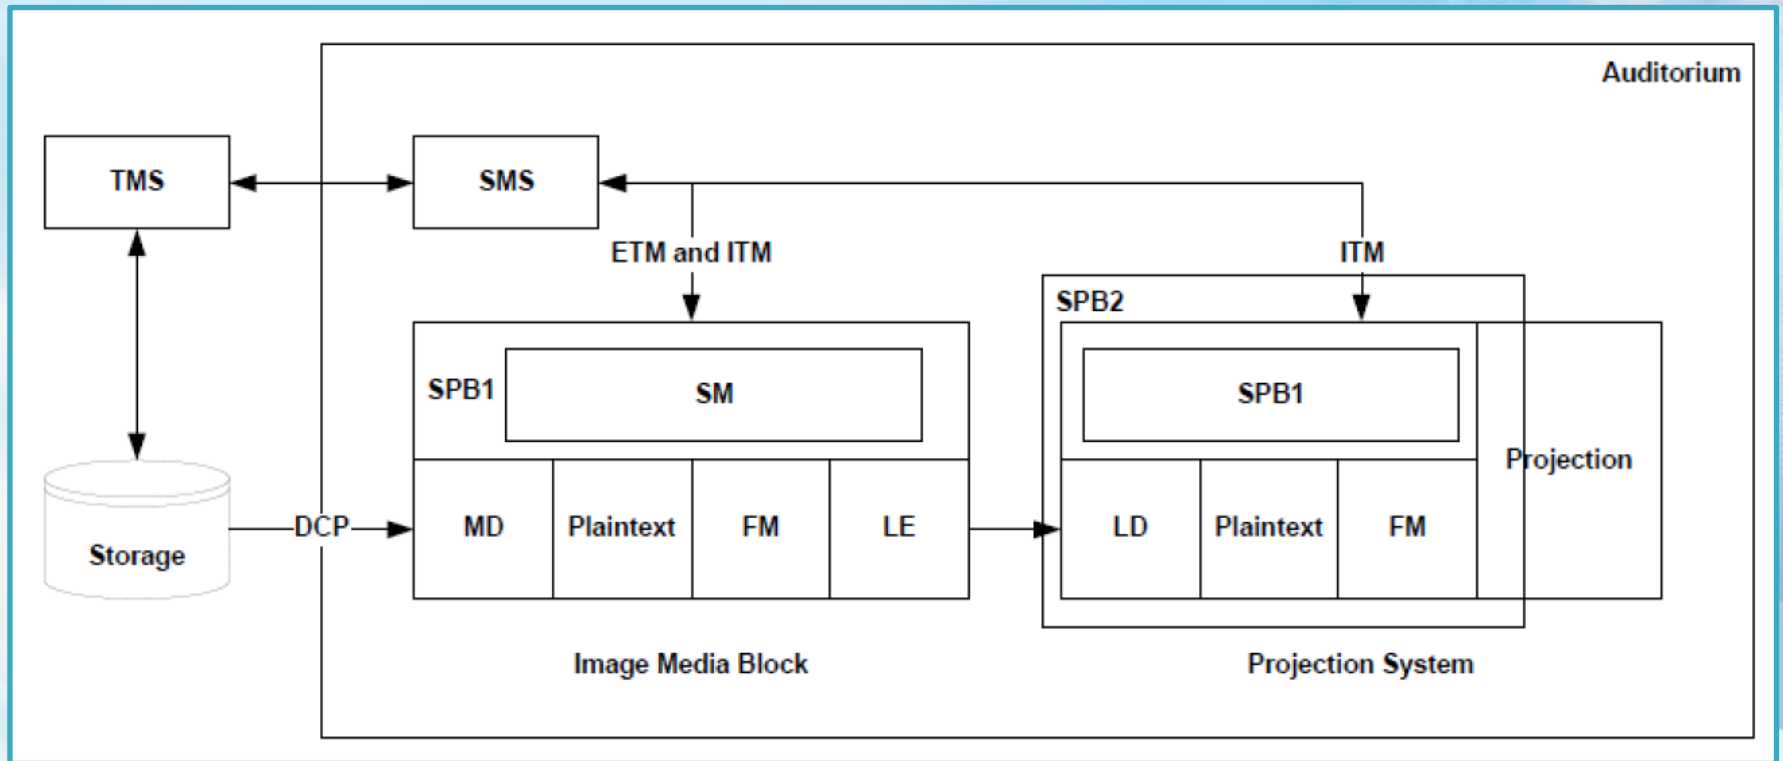 Auditorium
TMS
SMS
ETM and ITM
ITM
SPB2
SPB1
SM
SPB1
Projection
Storage
DCP
MD
Plaintext
FM
LE
LD
Plaintext
FM
Image Media Block
Projection System